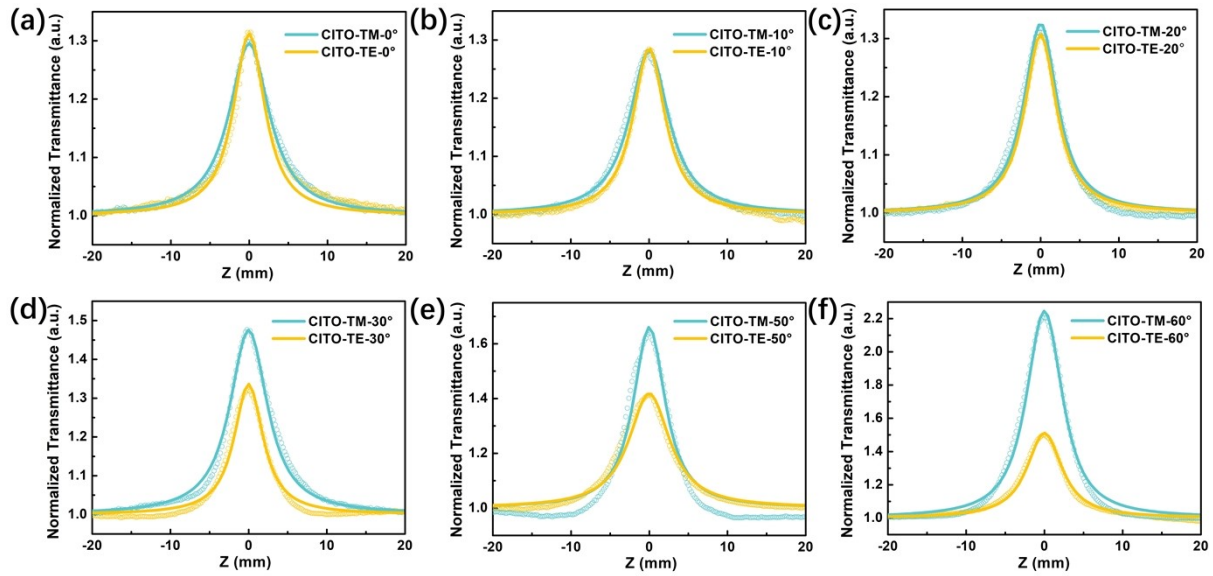 (a)
Normalized Transmittance (a.u.)
1.3
1.2
1.1
1.0
CITO-TM-0°
CITO-TE-0°
-20
-10
0
10
20
Z (mm)
(b)
Normalized Transmittance (a.u.)
1.3
1.2
1.1
1.0
CITO-TM-10°
CITO-TE-10°
-20
-10
0
10
20
Z (mm)
(c)
Normalized Transmittance (a.u.)
1.3
1.2
1.1
1.0
CITO-TM-20°
CITO-TE-20°
-20
-10
0
10
20
Z (mm)
(d)
Normalized Transmittance (a.u.)
1.5
1.4
1.3
1.2
1.1
1.0
CITO-TM-30°
CITO-TE-30°
-20
-10
0
10
20
Z (mm)
(e)
Normalized Transmittance (a.u.)
1.6
1.4
1.2
1.0
CITO-TM-50°
CITO-TE-50°
-20
-10
0
10
20
Z (mm)
(f)
Normalized Transmittance (a.u.)
2.2
2.0
1.8
1.6
1.4
1.2
1.0
CITO-TM-60°
CITO-TE-60°
-20
-10
0
10
20
Z (mm)